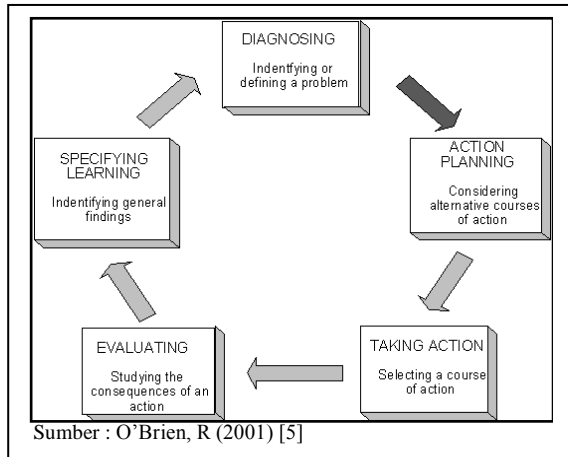 DIAGNOSING
Indentfying or
defining a problem
ACTION
PLANNING
Considering
alternative courses
of action
TAKING ACTION
Selecting a course
of action
EVALUATING
Studying the
consequences of an
action
SPECIFYING
LEARNING
Indentifying general
findings
Sumber : O'Brien, R (2001) [5]